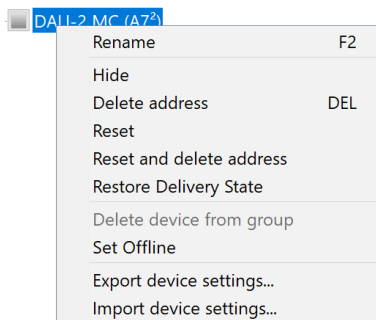 DALI-2 MC (A7²)
Rename F2
Hide
Delete address DEL
Reset
Reset and delete address
Restore Delivery State
Delete device from group
Set Offline
Export device settings...
Import device settings...